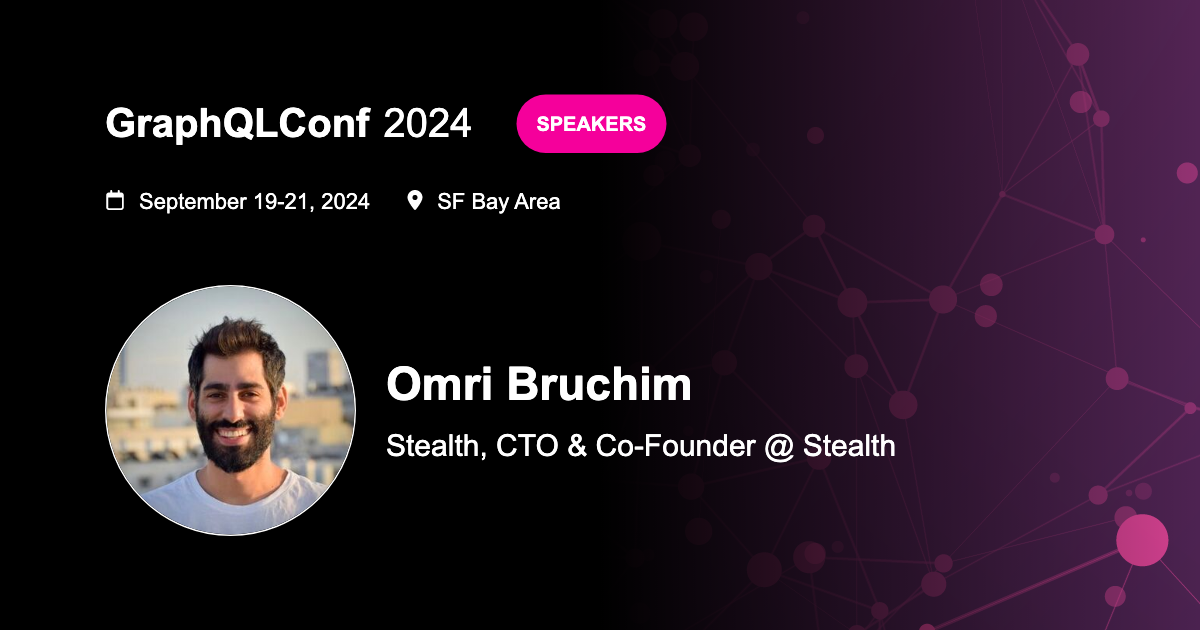 GraphQLConf 2024 SPEAKERS
September 19-21, 2024 SF Bay Area
Omri Bruchim
Stealth, CTO & Co-Founder @ Stealth